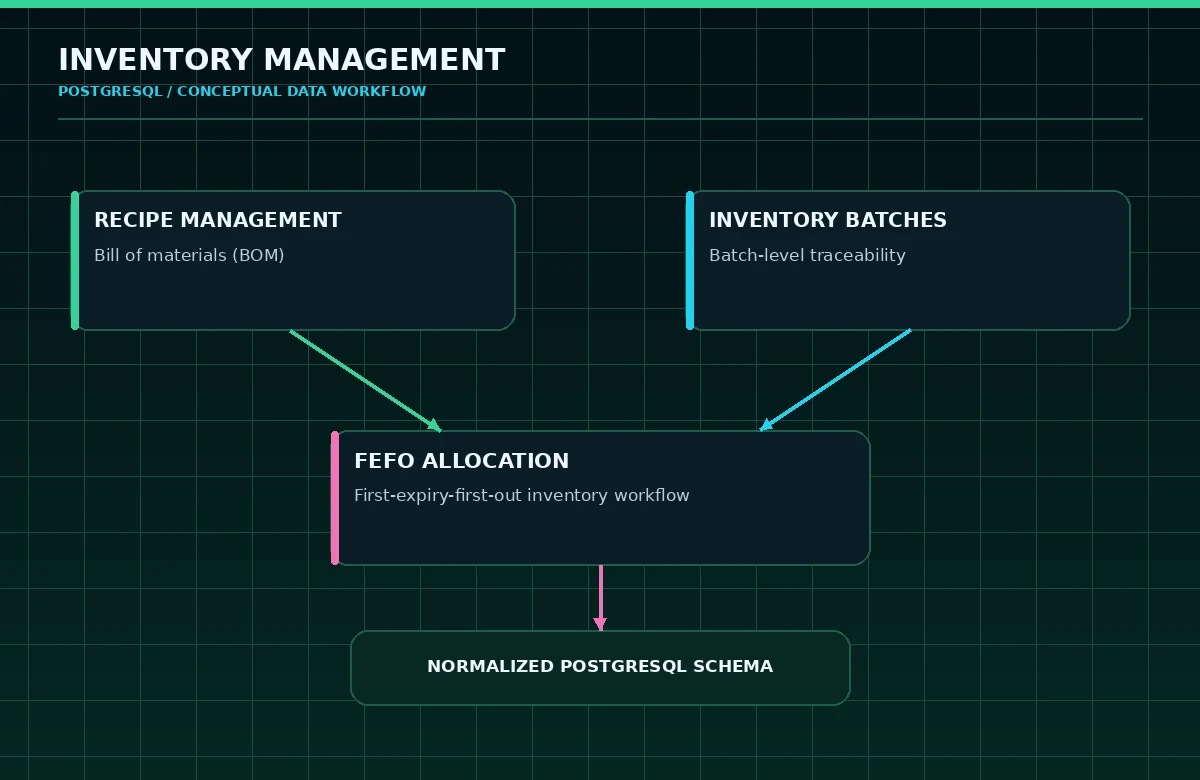 INVENTORY MANAGEMENT
POSTGRESQL / CONCEPTUAL DATA WORKFLOW
RECIPE MANAGEMENT
Bill of materials (BOM)
INVENTORY BATCHES
Batch-level traceability
FEFO ALLOCATION
First-expiry-first-out inventory workflow
NORMALIZED POSTGRESQL SCHEMA